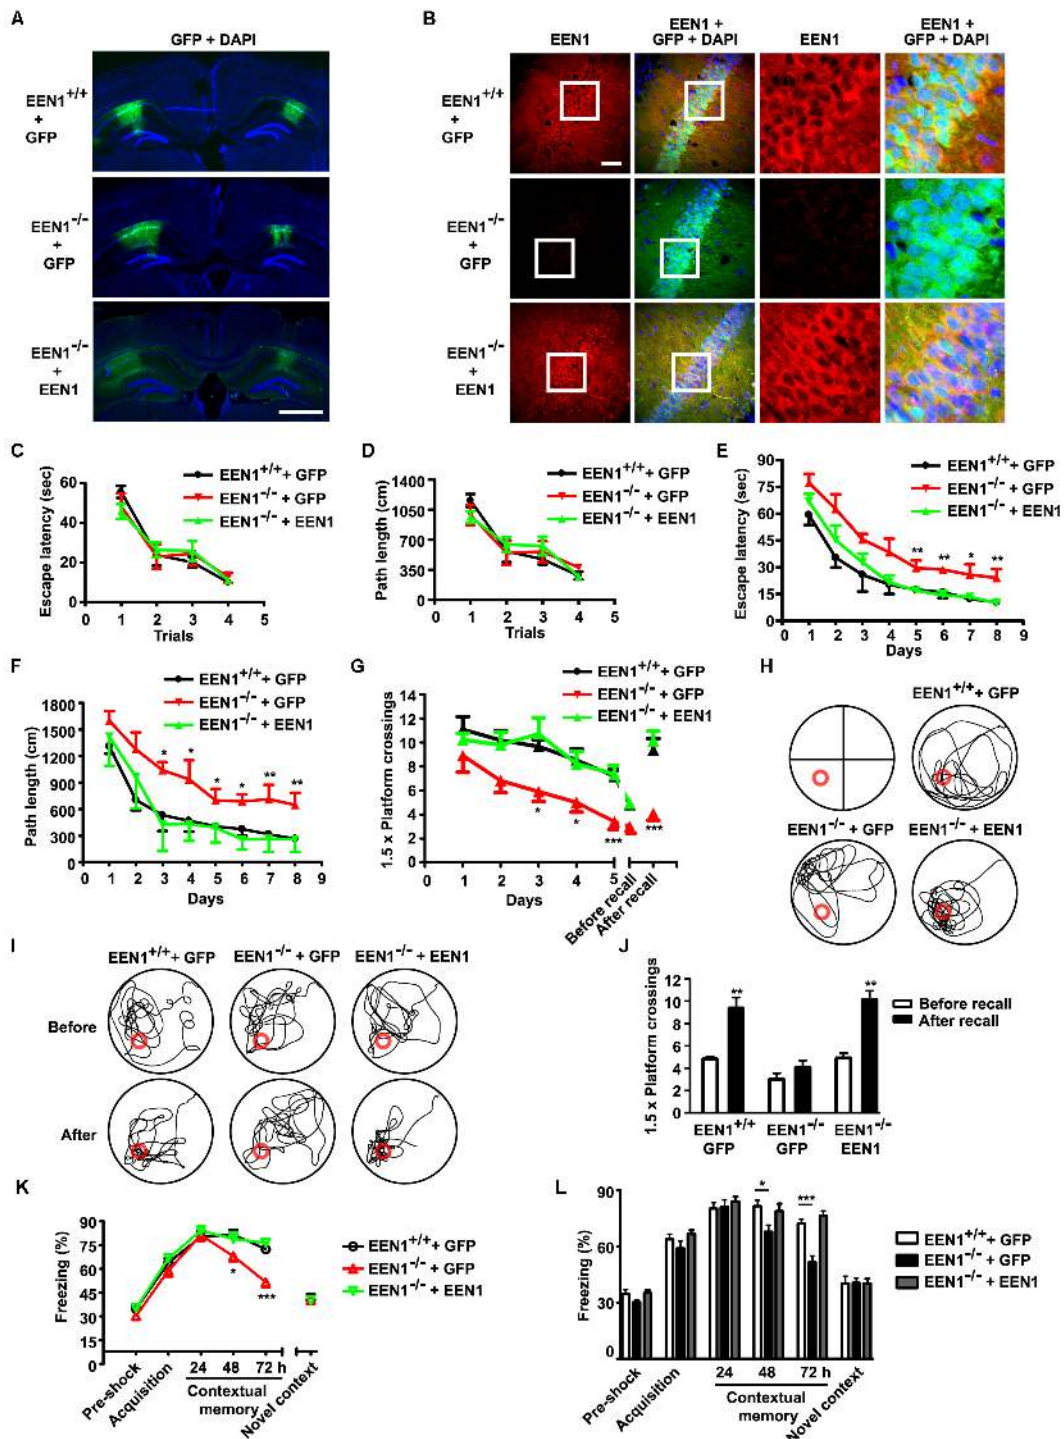 A
GFP + DAPI
EEN1+/+
+
GFP
EEN1-/-
+
GFP
EEN1-/-
+
EEN1
B
EEN1
EEN1 +
GFP + DAPI
EEN1
EEN1 +
GFP + DAPI
EEN1+/+
+
GFP
EEN1-/-
+
GFP
EEN1-/-
+
EEN1
C
Escape latency (sec)
60
40
20
0
0 1 2 3 4 5
Trials
EEN1+/+ + GFP
EEN1-/- + GFP
EEN1-/- + EEN1
D
Path length (cm)
1400
1050
700
350
0
0 1 2 3 4 5
Trials
EEN1+/+ + GFP
EEN1-/- + GFP
EEN1-/- + EEN1
E
Escape latency (sec)
90
75
60
45
30
15
0
0 1 2 3 4 5 6 7 8 9
Days
EEN1+/+ + GFP
EEN1-/- + GFP
EEN1-/- + EEN1
** ** * **
F
Path length (cm)
1800
1500
1200
900
600
300
0
0 1 2 3 4 5 6 7 8 9
Days
EEN1+/+ + GFP
EEN1-/- + GFP
EEN1-/- + EEN1
* * * * ** **
G
1.5 x Platform crossings
14
12
10
8
6
4
2
0
0 1 2 3 4 5
Days
Before recall
After recall
EEN1+/+ + GFP
EEN1-/- + GFP
EEN1-/- + EEN1
* * *** ***
H
EEN1+/+ + GFP
EEN1-/- + GFP
EEN1-/- + EEN1
I
EEN1+/+ + GFP
EEN1-/- + GFP
EEN1-/- + EEN1
Before
After
J
1.5 x Platform crossings
12
10
8
6
4
2
0
** **
Before recall
After recall
EEN1+/+
GFP
EEN1-/-
GFP
EEN1-/-
EEN1
K
Freezing (%)
90
75
60
45
30
15
0
* ***
EEN1+/+ + GFP
EEN1-/- + GFP
EEN1-/- + EEN1
Pre-shock
Acquisition
24 48 72 h
Contextual
memory
Novel context
L
Freezing (%)
90
60
30
0
* ***
EEN1+/+ + GFP
EEN1-/- + GFP
EEN1-/- + EEN1
Pre-shock
Acquisition
24 48 72 h
Contextual
memory
Novel context